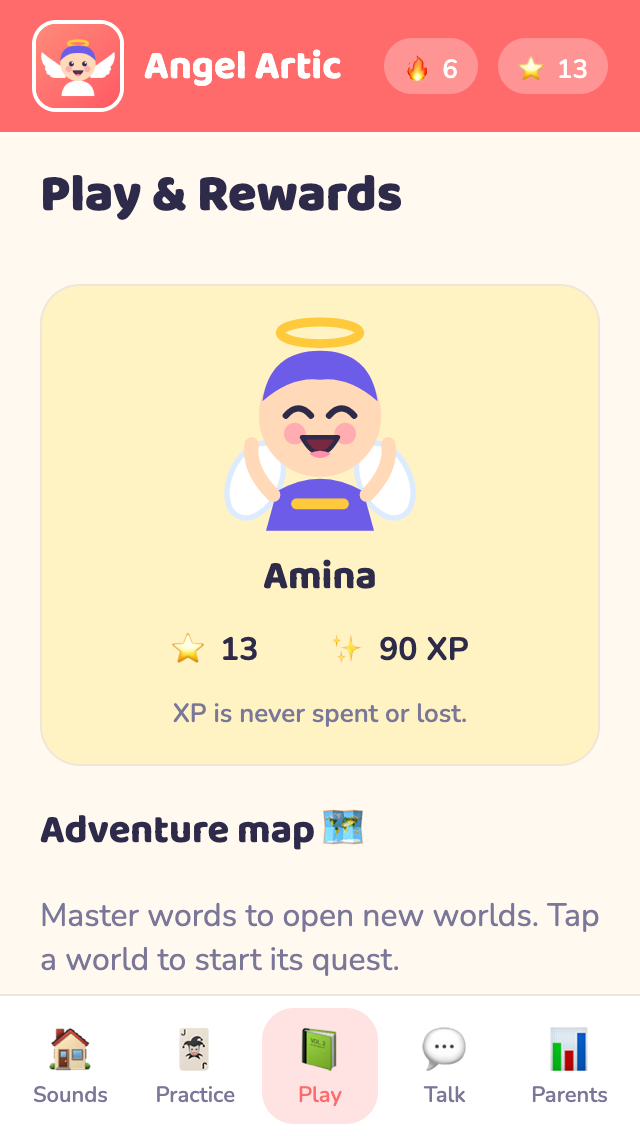 Angel Artic
6
13
Play & Rewards
Amina
13
90 XP
XP is never spent or lost.
Adventure map
Master words to open new worlds. Tap
a world to start its quest.
Sounds
Practice
Play
Talk
Parents